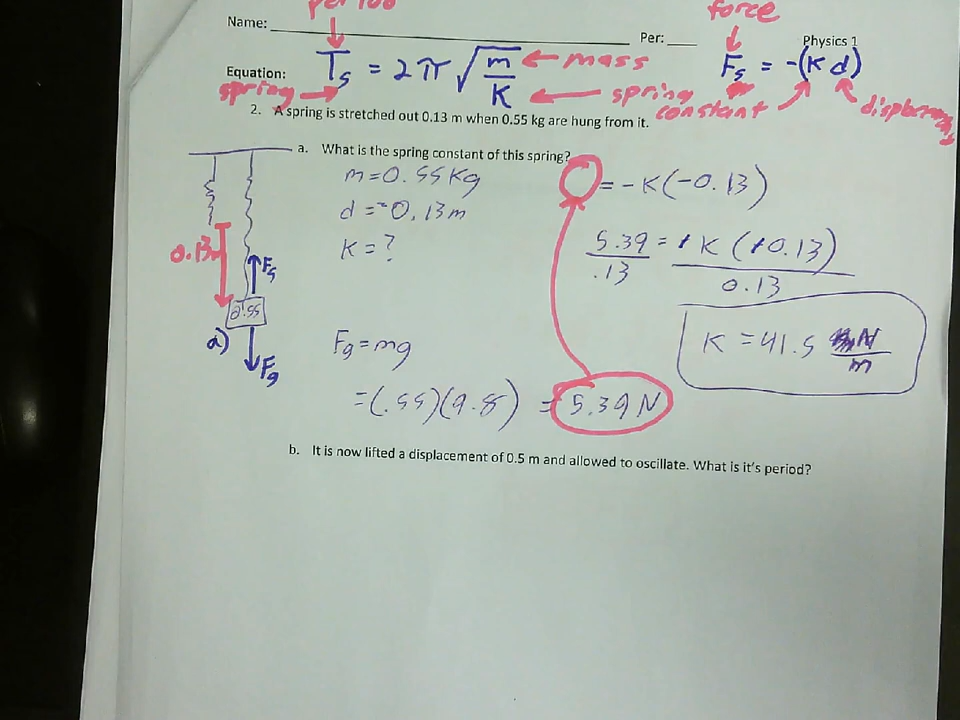 period
force
Name: Per: Physics 1
Equation: Ts = 2π √(m/K) ← mass Fs = -(K d)
spring → ← spring constant displacement
2. A spring is stretched out 0.13 m when 0.55 kg are hung from it.
a. What is the spring constant of this spring?
m=0.55Kg = -K(-0.13)
d = -0.13m
K = ? 5.39 = +K (+0.13)
.13 0.13
0.13
Fs
0.55 K = 41.5 N/m
a) Fg Fg = mg
= (.55)(9.8) = 5.39 N
b. It is now lifted a displacement of 0.5 m and allowed to oscillate. What is it's period?